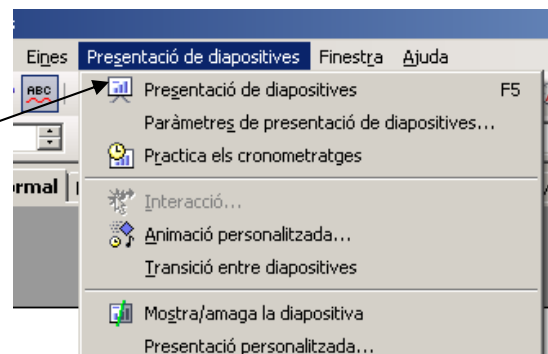 Eines Presentació de diapositives Finestra Ajuda
ABC
Presentació de diapositives F5
Paràmetres de presentació de diapositives...
Practica els cronometratges
rmal
Interacció...
Animació personalitzada...
Transició entre diapositives
Mostra/amaga la diapositiva
Presentació personalitzada...